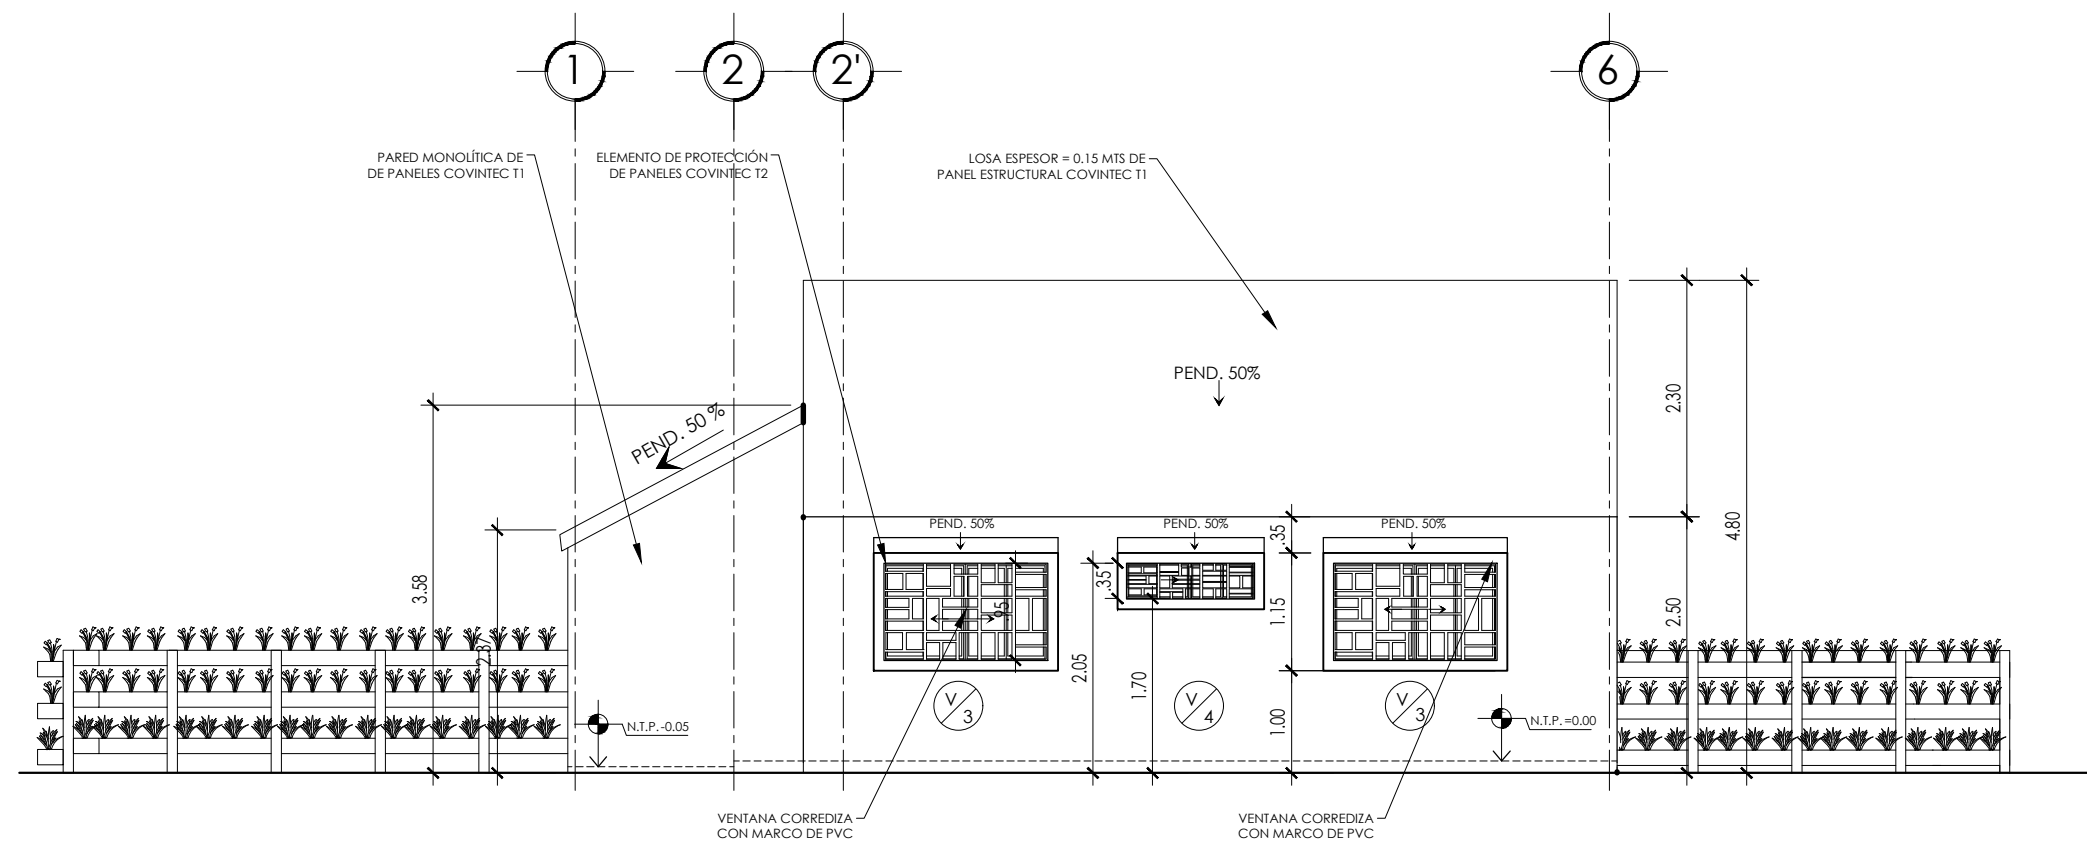 1
2
2'
6
PARED MONOLÍTICA DE
DE PANELES COVINTEC T1
ELEMENTO DE PROTECCIÓN
DE PANELES COVINTEC T2
LOSA ESPESOR = 0.15 MTS DE
PANEL ESTRUCTURAL COVINTEC T1
PEND. 50%
PEND. 50 %
2.30
4.80
2.50
3.58
2.37
PEND. 50%
PEND. 50%
PEND. 50%
.35
.35
.95
1.15
2.05
1.70
1.00
V
3
V
4
V
3
N.T.P.-0.05
N.T.P.=0.00
VENTANA CORREDIZA
CON MARCO DE PVC
VENTANA CORREDIZA
CON MARCO DE PVC